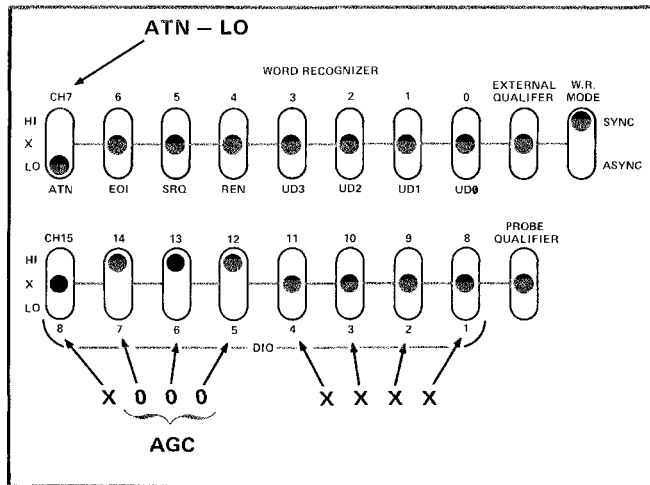 ATN – LO
WORD RECOGNIZER
CH7 6 5 4 3 2 1 0 EXTERNAL QUALIFER W.R. MODE
HI
X
LO
SYNC
ASYNC
ATN EOI SRQ REN UD3 UD2 UD1 UD0
CH15 14 13 12 11 10 9 8 PROBE QUALIFIER
HI
X
LO
8 7 6 5 4 3 2 1
DIO
X 0 0 0 X X X X
AGC